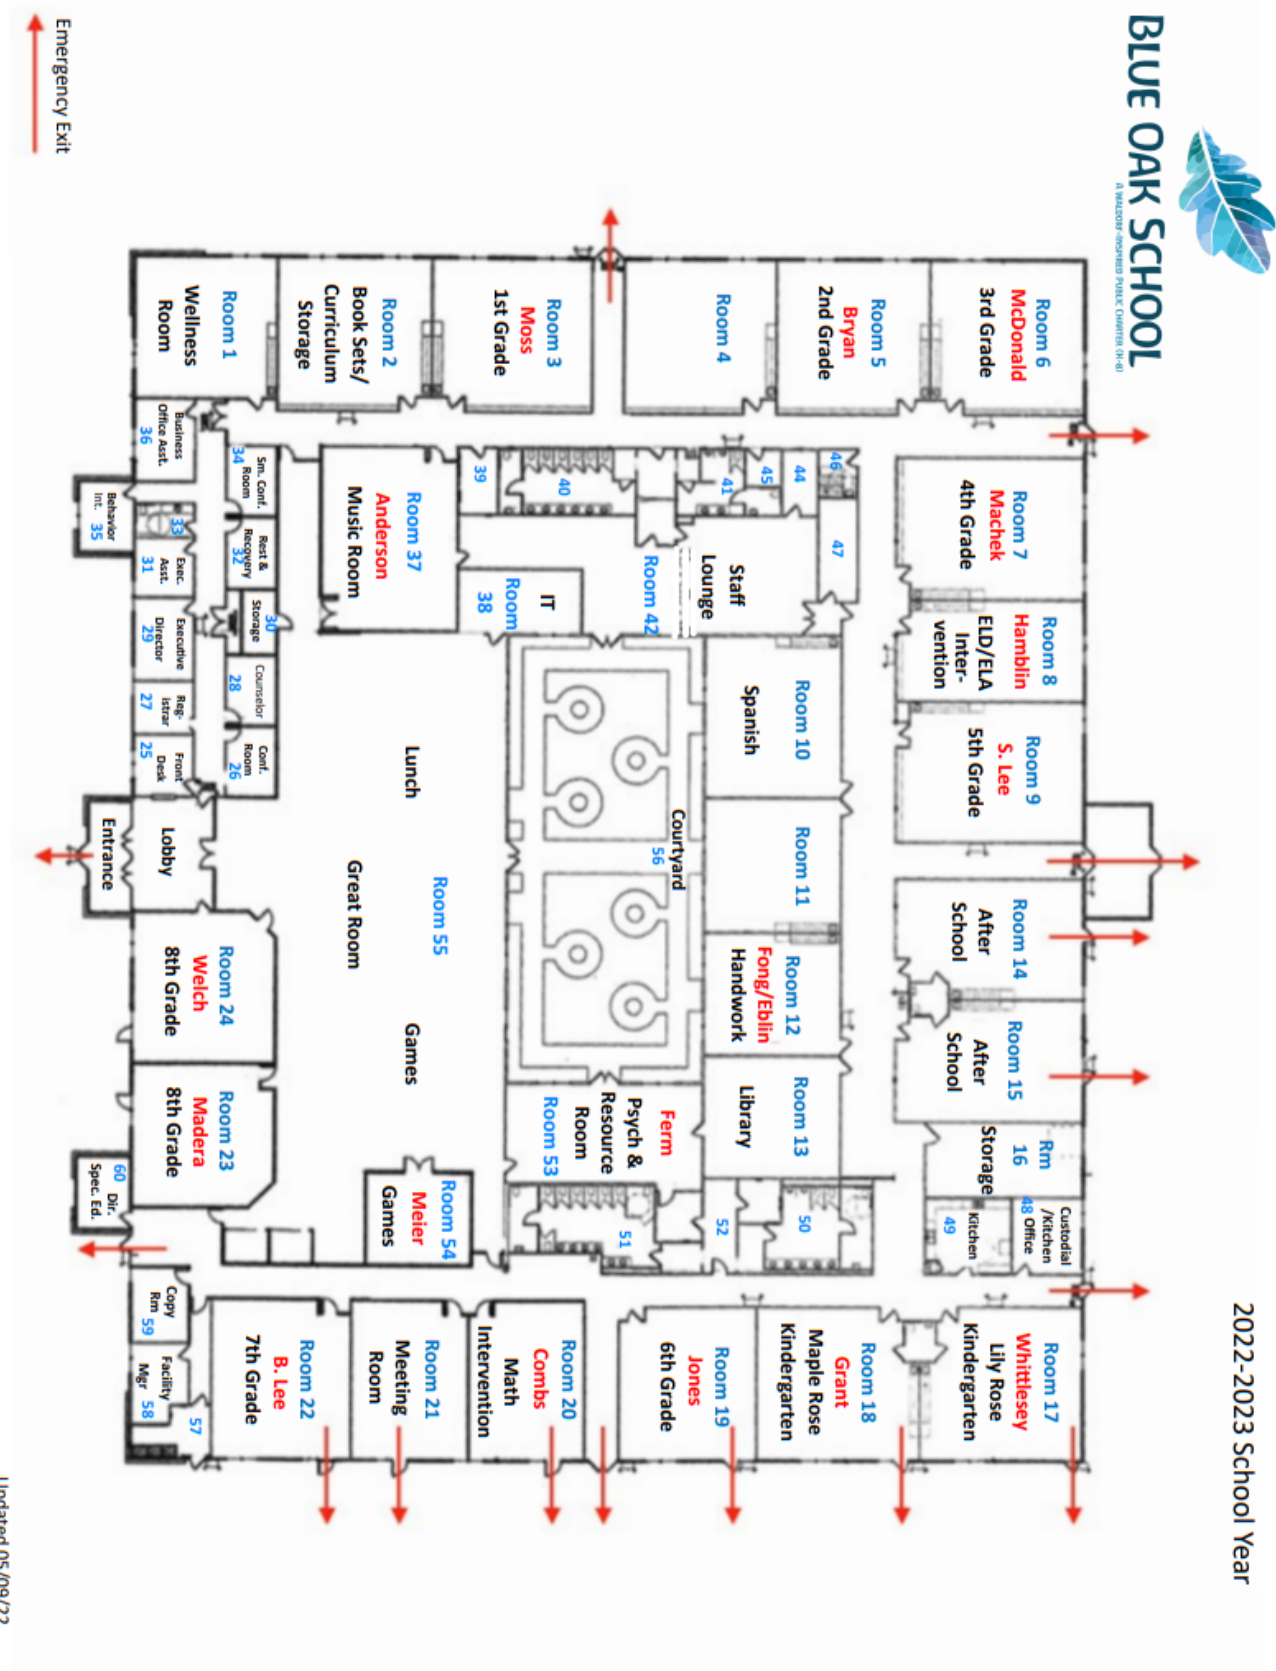 BLUE OAK SCHOOL
A WALDORF-INSPIRED PUBLIC CHARTER (K-8)
2022-2023 School Year
Room 6
McDonald
3rd Grade
Room 5
Bryan
2nd Grade
Room 4
Room 3
Moss
1st Grade
Room 2
Book Sets/
Curriculum
Storage
Room 1
Wellness
Room
Room 7
Machek
4th Grade
Room 8
Hamblin
ELD/ELA
Inter-
vention
Room 9
S. Lee
5th Grade
Room 14
After
School
Room 15
After
School
Rm
16
Storage
Custodial
/Kitchen
48 Office
Kitchen
49
Room 17
Whittlesey
Lily Rose
Kindergarten
Room 18
Grant
Maple Rose
Kindergarten
Room 19
Jones
6th Grade
Room 20
Combs
Math
Intervention
Room 21
Meeting
Room
Room 22
B. Lee
7th Grade
46
47
44
45
41
40
39
Staff
Lounge
Room 42
IT
Room
38
Room 37
Anderson
Music Room
Room 10
Spanish
Room 11
Room 12
Fong/Eblin
Handwork
Room 13
Library
50
52
51
Courtyard
56
Ferm
Psych &
Resource
Room
Room 53
Room 54
Meier
Games
Room 55
Lunch
Games
Great Room
Sm. Conf.
Room
34
Rest &
Recovery
32
30
Storage
Counselor
28
Conf.
Room
26
Business
Office Asst.
36
33
Exec.
Asst.
31
Executive
Director
29
Reg-
istrar
27
Front
Desk
25
Behavior
Int. 35
Lobby
Entrance
Room 24
Welch
8th Grade
Room 23
Madera
8th Grade
60 Dir.
Spec. Ed.
Copy
Rm 59
Facility
Mgr 58
57
Emergency Exit
Updated 05/09/22